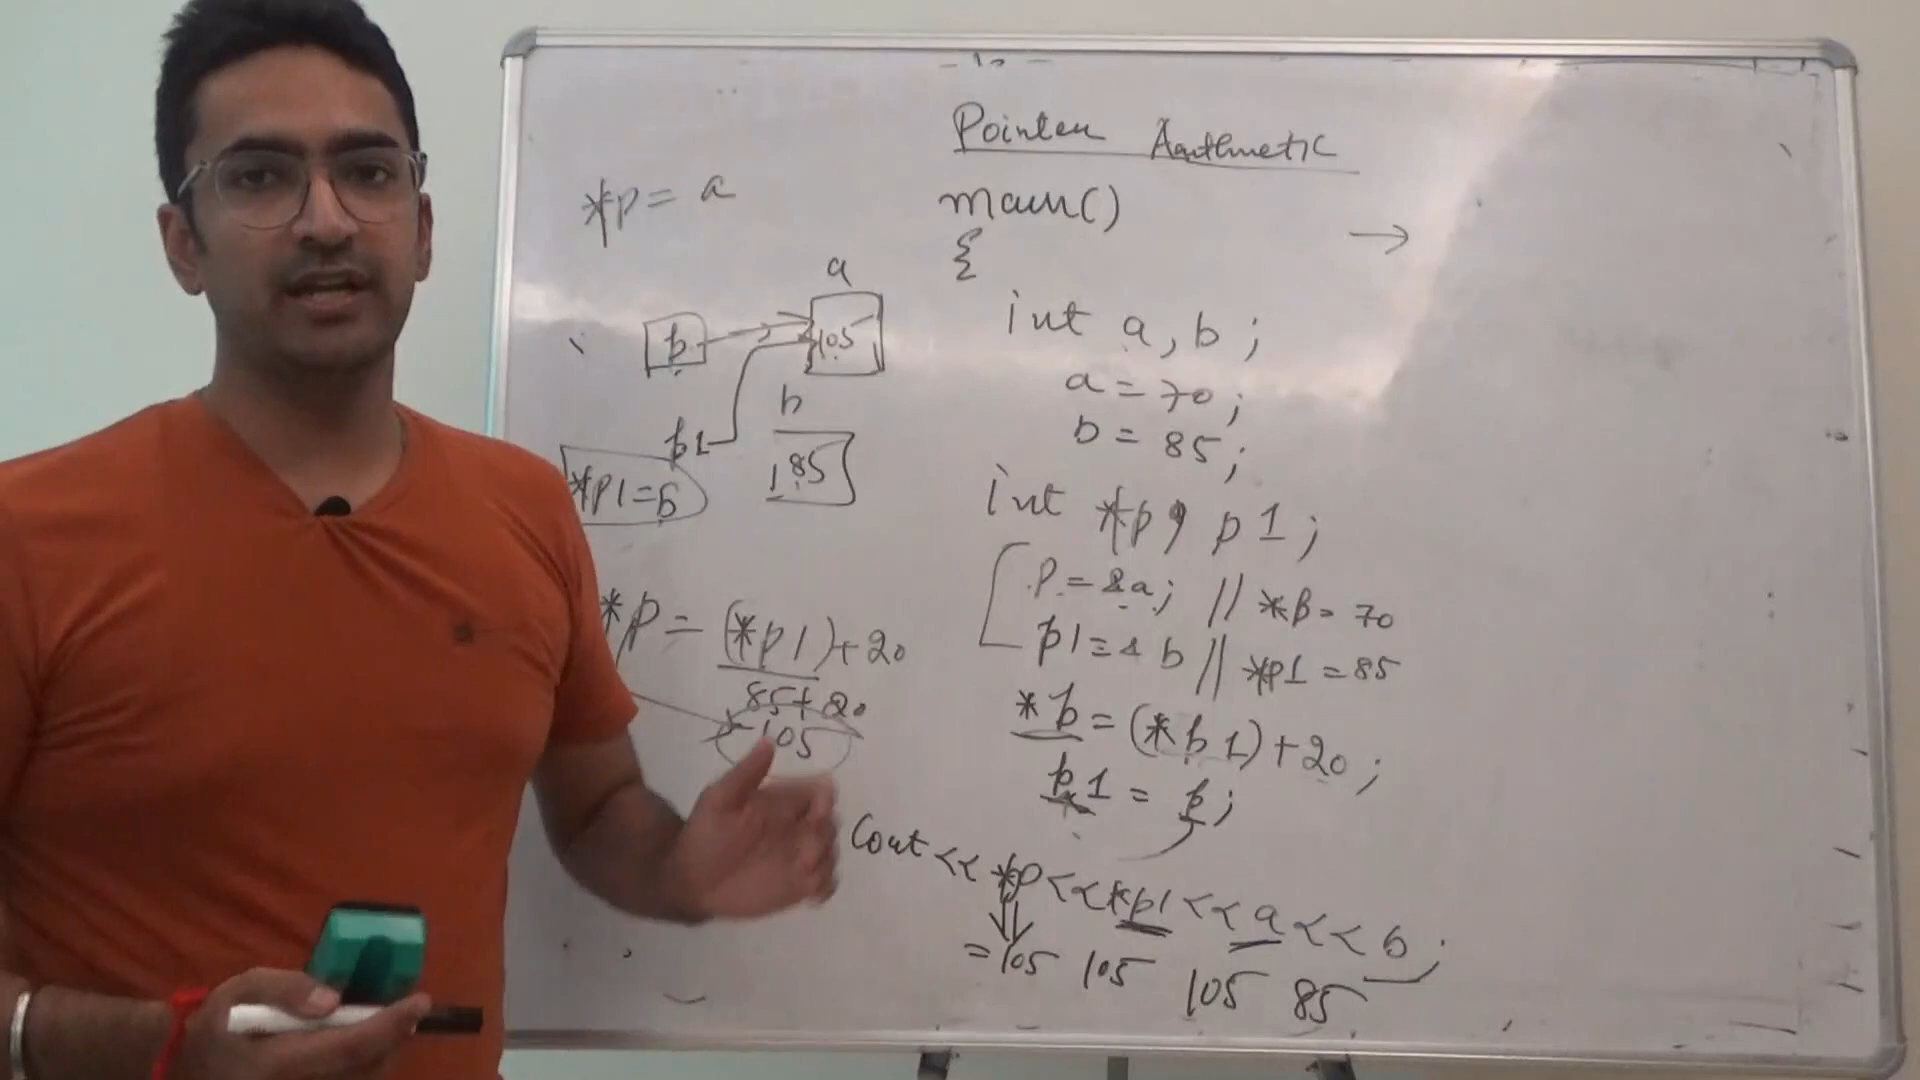 Pointer Arithmetic
*p = a
a
p
105
p1
b
185
*p1=b
*p = (*p1)+20
85+20
105
main()
{
int a, b ;
a = 70 ;
b = 85 ;
int *p, p1 ;
p = &a ; // *p = 70
p1 = & b // *p1 = 85
*p = (*p1) + 20 ;
p1 = p ;
Cout << *p << *p1 << a << b ;
= 105 105 105 85